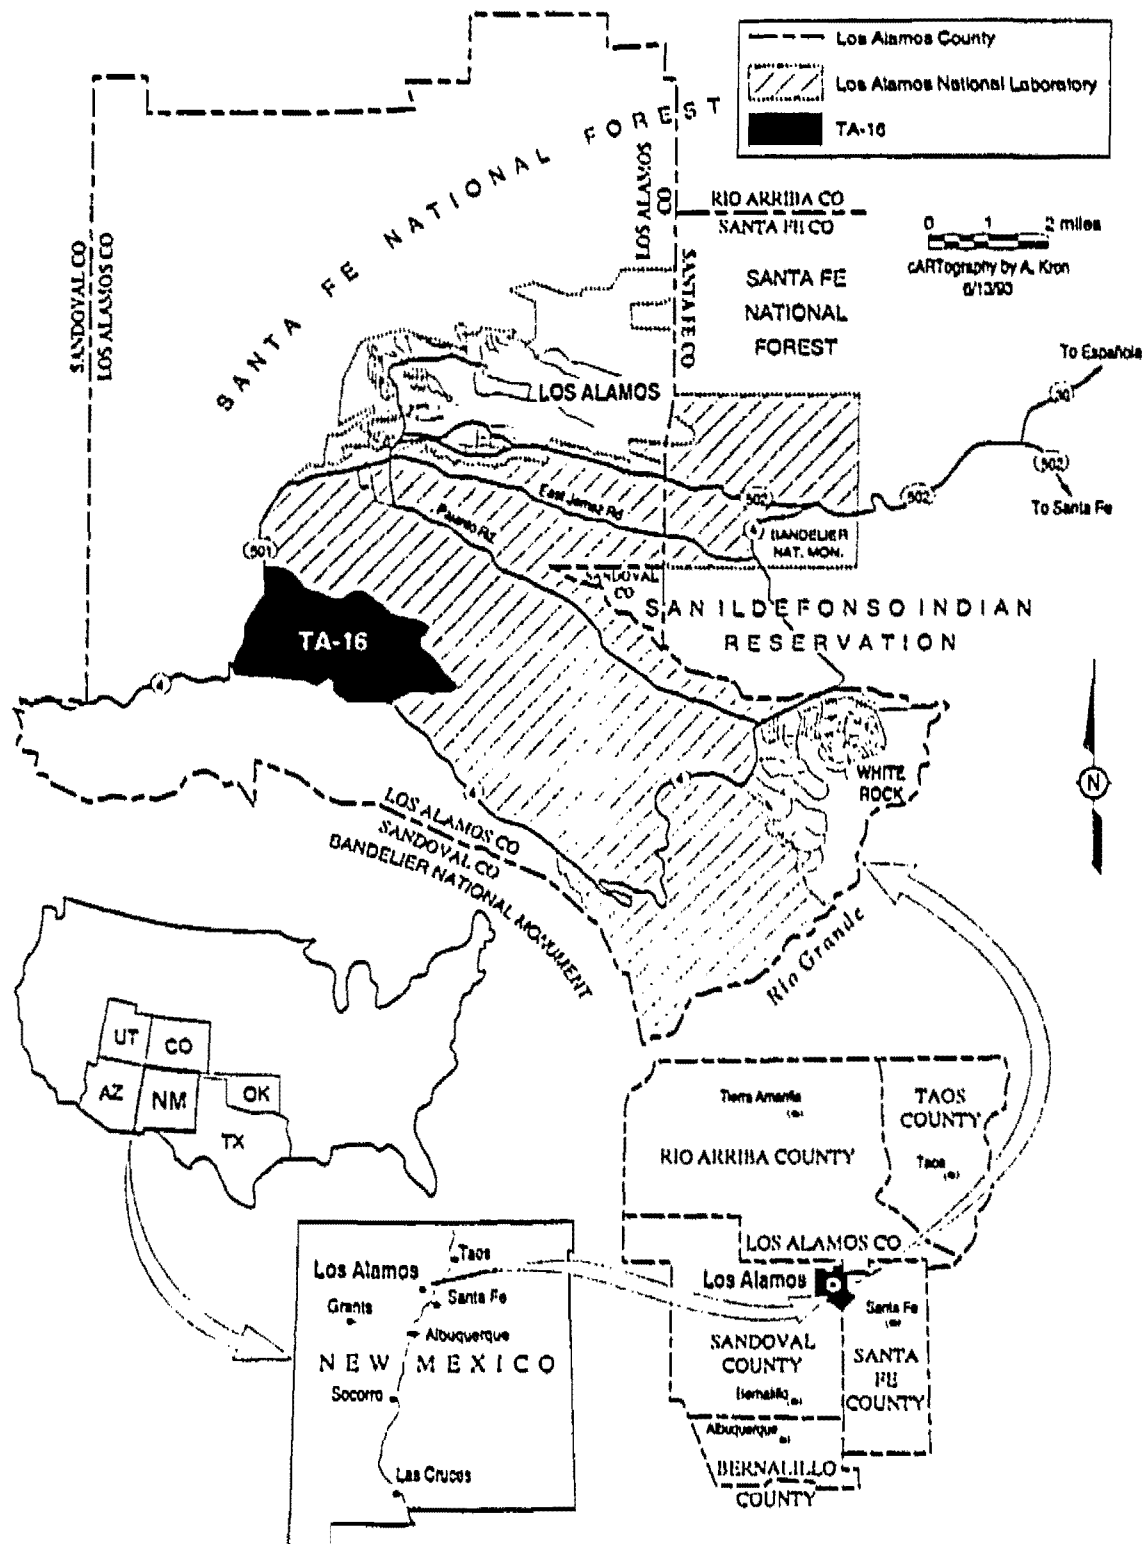 Los Alamos County
Los Alamos National Laboratory
TA-16
SANTA FE NATIONAL FOREST
LOS ALAMOS CO
RIO ARRIBA CO
SANTA FE CO
0 1 2 miles
cARTography by A. Kron
SANDOVAL CO
LOS ALAMOS CO
SANTA FE CO
SANTA FE
NATIONAL
FOREST
To Española
30
LOS ALAMOS
502
To Santa Fe
502
502
East Jemez Rd
Pajarito Rd
4
BANDELIER
NAT. MON.
501
SANDOVAL
CO
SAN ILDEFONSO INDIAN
RESERVATION
TA-16
4
N
WHITE
ROCK
4
LOS ALAMOS CO
SANDOVAL CO
BANDELIER NATIONAL MONUMENT
Rio Grande
UT
CO
AZ
NM
OK
TX
Tierra Amarilla
TAOS
COUNTY
RIO ARRIBA COUNTY
Taos
LOS ALAMOS CO
Los Alamos
Santa Fe
SANDOVAL
COUNTY
SANTA
FE
COUNTY
Bernalillo
Albuquerque
BERNALILLO
COUNTY
Taos
Los Alamos
Santa Fe
Grants
Albuquerque
NEW MEXICO
Socorro
Las Cruces